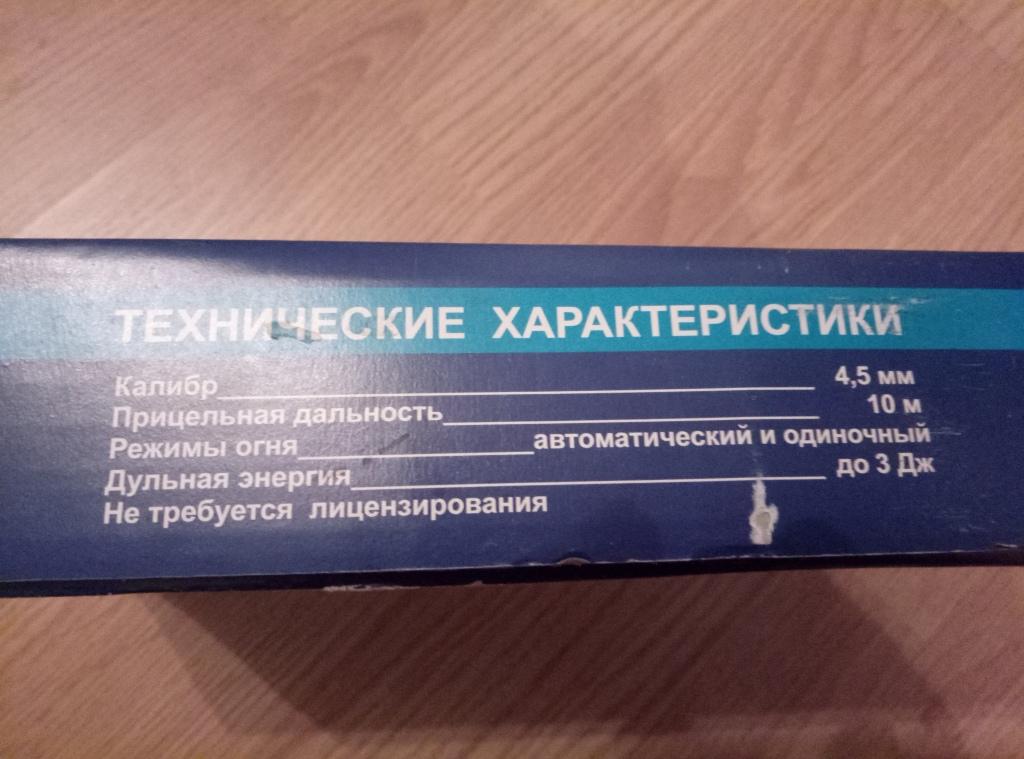 ТЕХНИЧЕСКИЕ ХАРАКТЕРИСТИКИ
Калибр 4,5 мм
Прицельная дальность 10 м
Режимы огня автоматический и одиночный
Дульная энергия до 3 Дж
Не требуется лицензирования